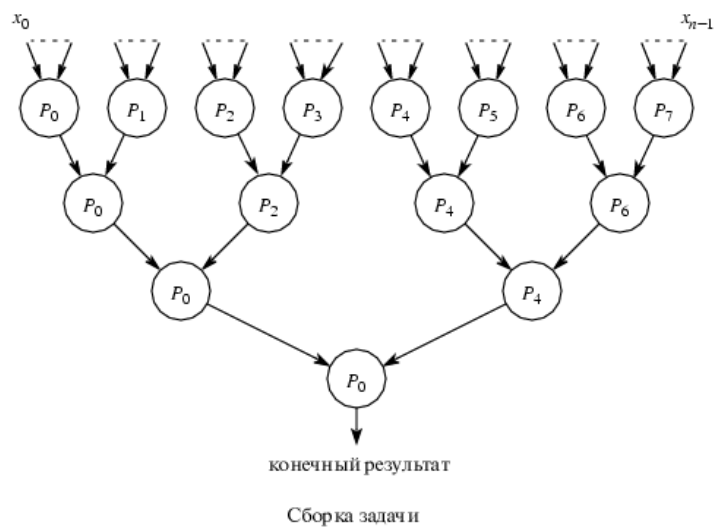 x0 xn−1
P0 P1 P2 P3 P4 P5 P6 P7
P0 P2 P4 P6
P0 P4
P0
конечный результат
Сборка задачи